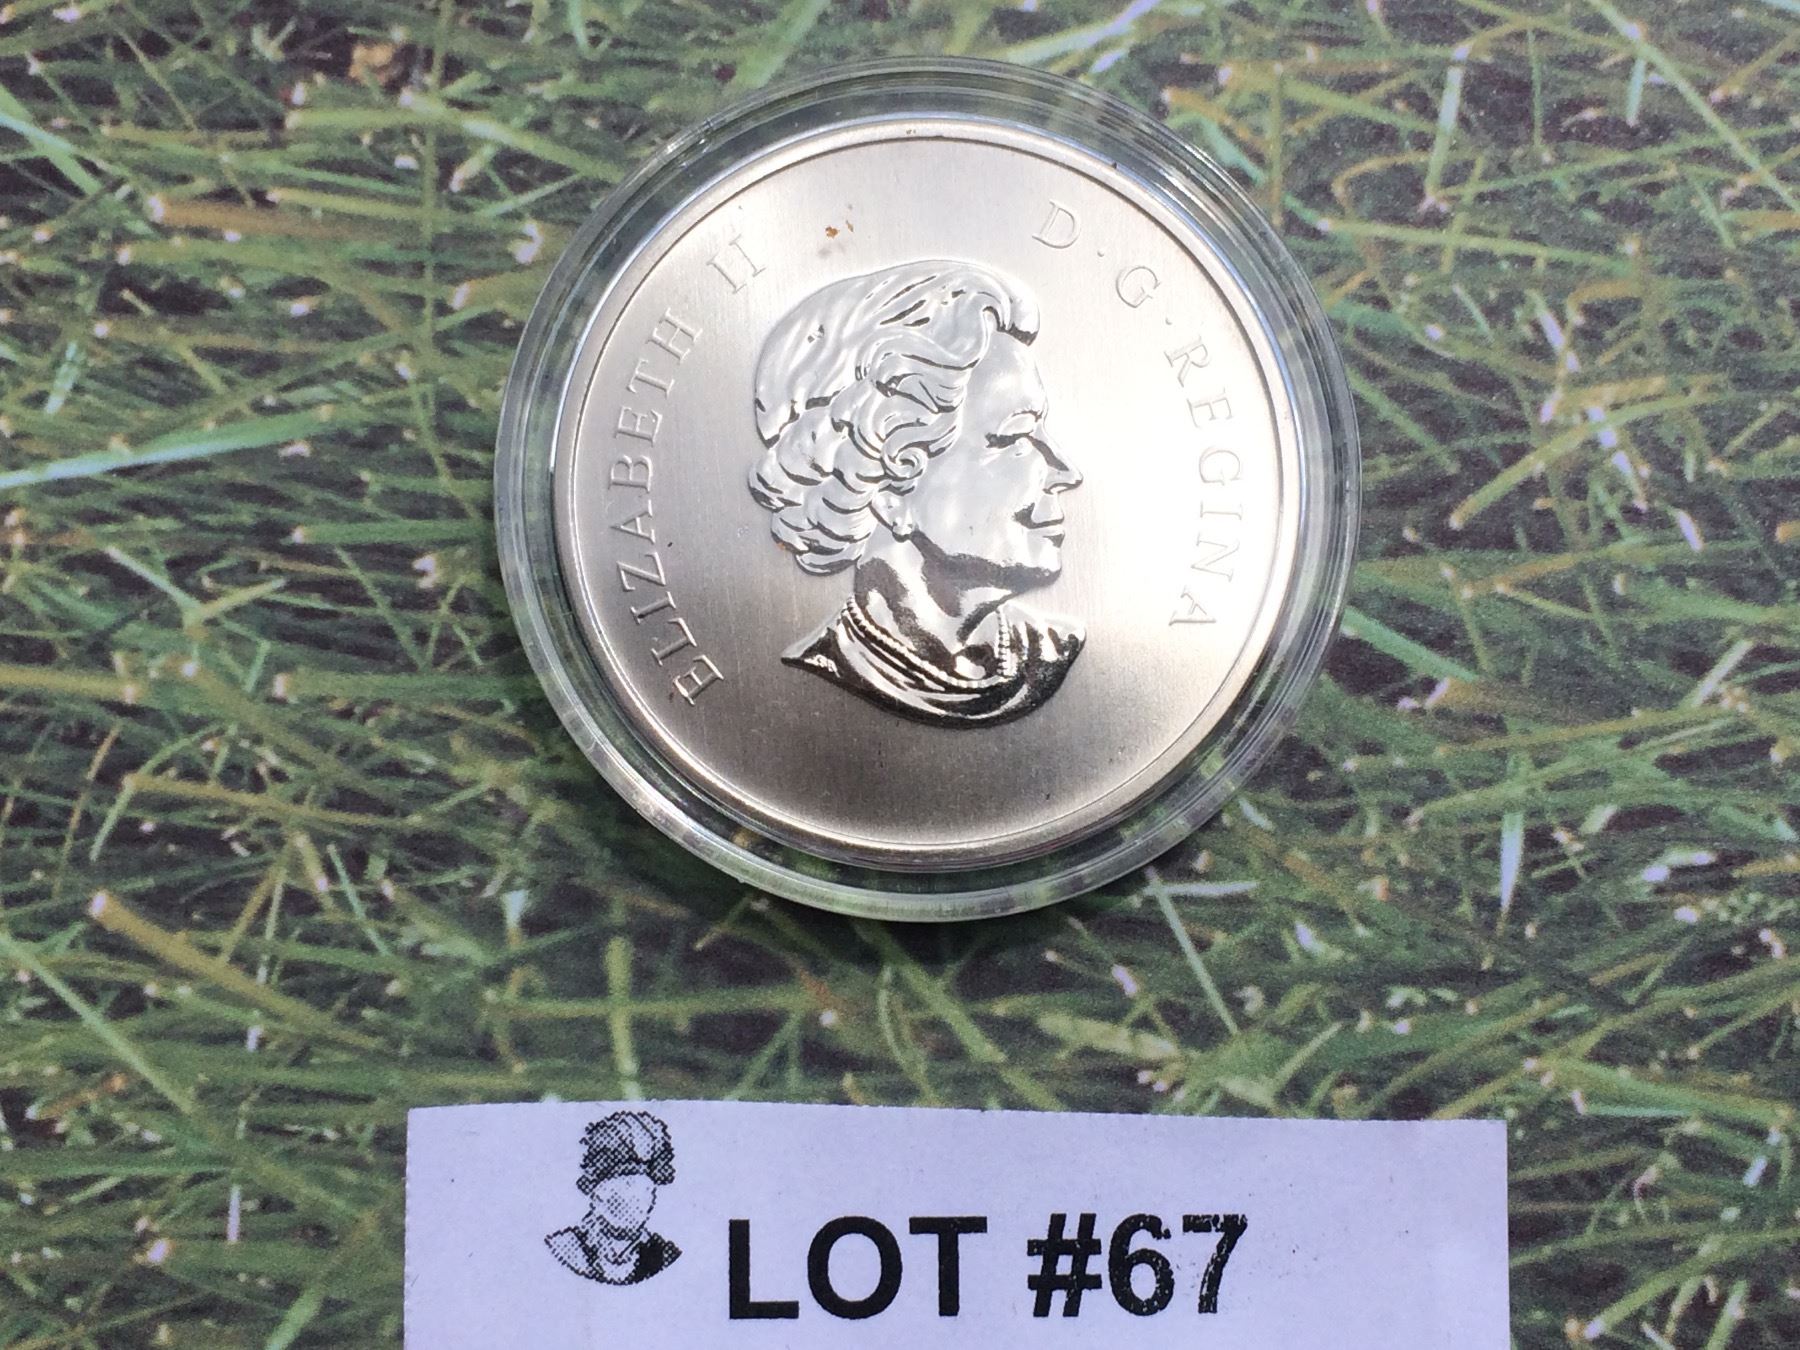 ELIZABETH II D·G·REGINA
LOT #67